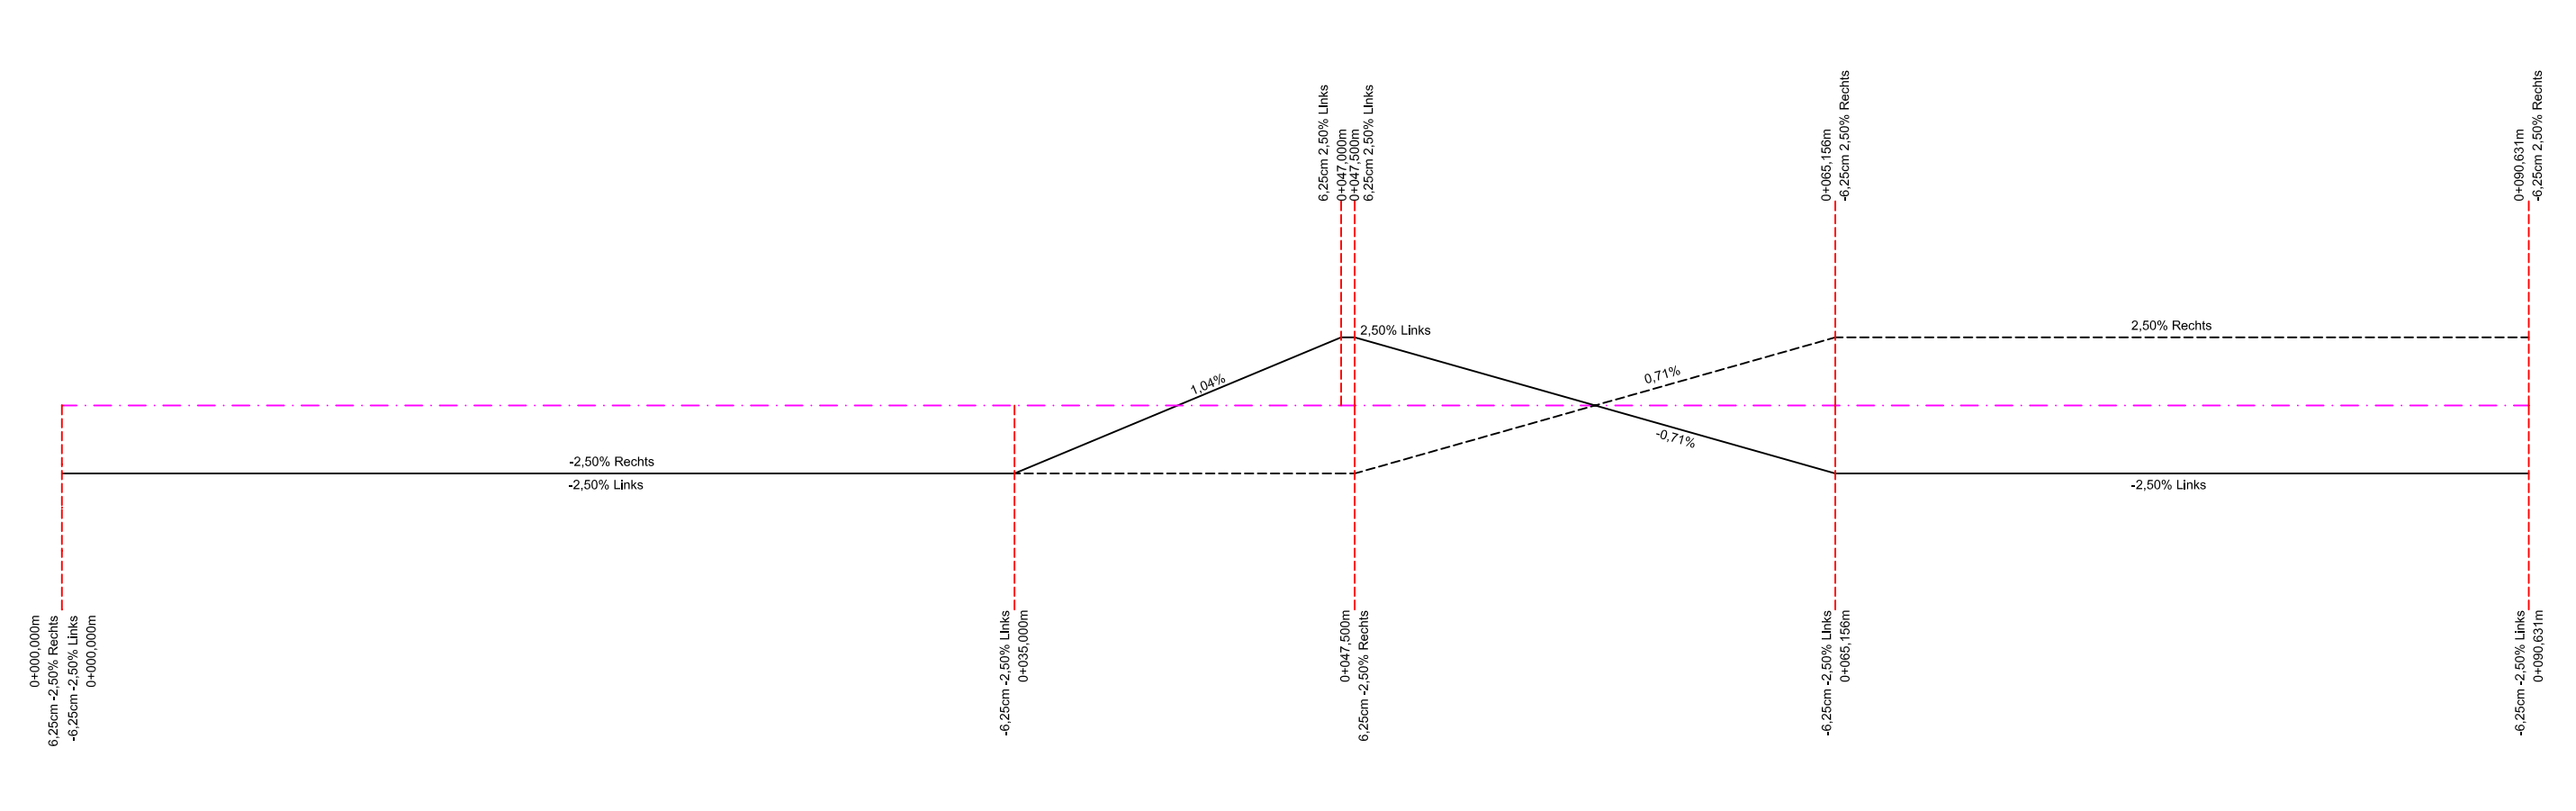 6,25cm 2,50% Links
0+047,000m
0+047,500m
6,25cm 2,50% Links
0+065,156m
-6,25cm 2,50% Rechts
0+090,631m
-6,25cm 2,50% Rechts
2,50% Links
2,50% Rechts
1,04%
0,71%
-0,71%
-2,50% Rechts
-2,50% Links
-2,50% Links
0+000,000m
6,25cm -2,50% Rechts
-6,25cm -2,50% Links
0+000,000m
-6,25cm -2,50% Links
0+035,000m
0+047,500m
6,25cm -2,50% Rechts
-6,25cm -2,50% Links
0+065,156m
-6,25cm -2,50% Links
0+090,631m